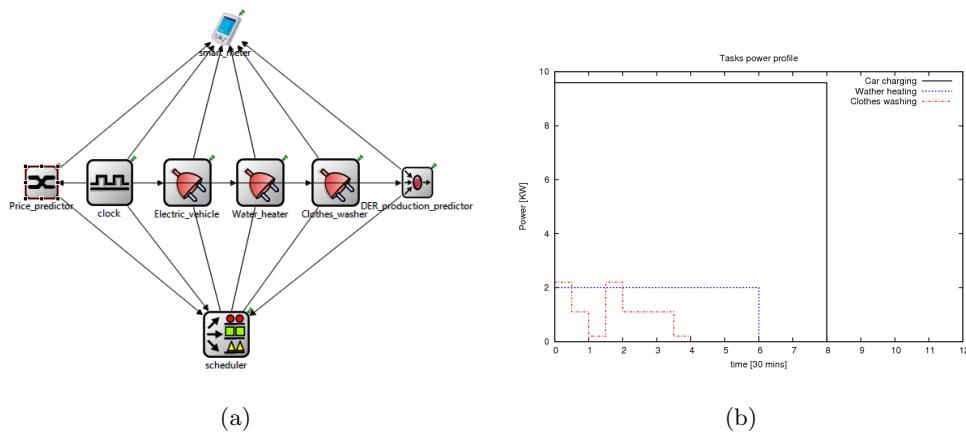 smart_meter
Price_predictor
clock
Electric_vehicle
Water_heater
Clothes_washer
DER_production_predictor
scheduler
(a)
Tasks power profile
Car charging
Wather heating
Clothes washing
Power [KW]
10
8
6
4
2
0
0 1 2 3 4 5 6 7 8 9 10 11 12
time [30 mins]
(b)